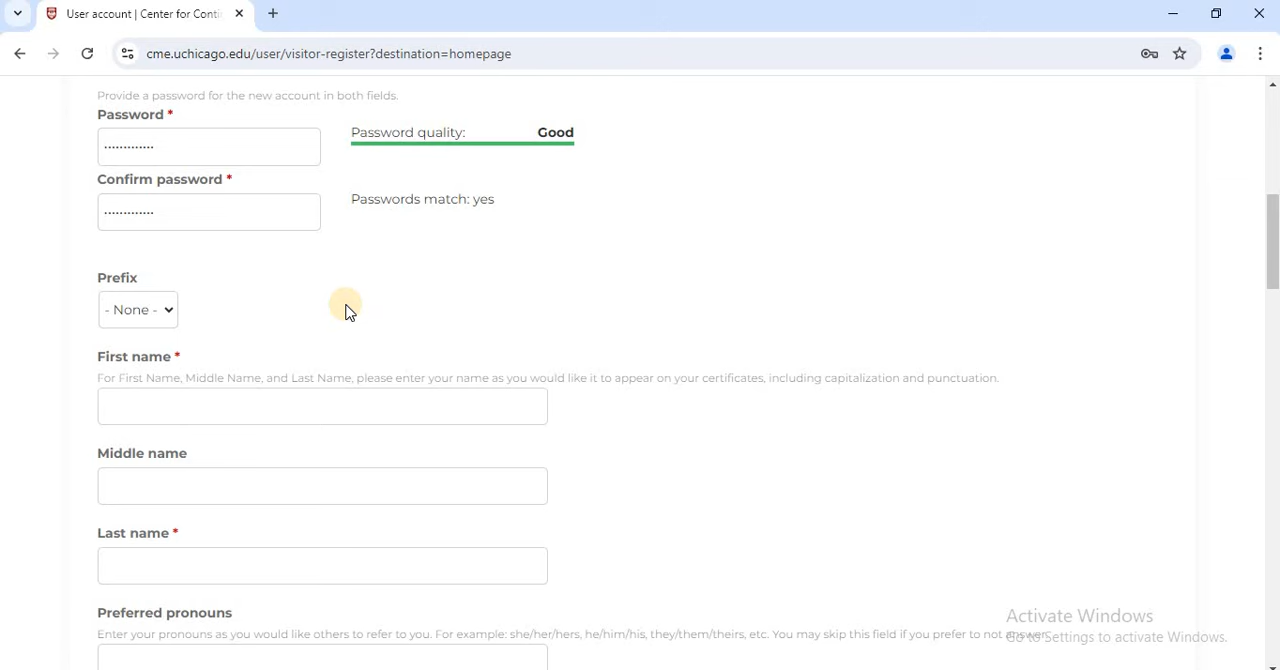 User account | Center for Conti
cme.uchicago.edu/user/visitor-register?destination=homepage
Provide a password for the new account in both fields.
Password *
Password quality: Good
Confirm password *
Passwords match: yes
Prefix
- None -
First name *
For First Name, Middle Name, and Last Name, please enter your name as you would like it to appear on your certificates, including capitalization and punctuation.
Middle name
Last name *
Preferred pronouns
Activate Windows
Enter your pronouns as you would like others to refer to you. For example: she/her/hers, he/him/his, they/them/theirs, etc. You may skip this field if you prefer to not answer.
Go to Settings to activate Windows.